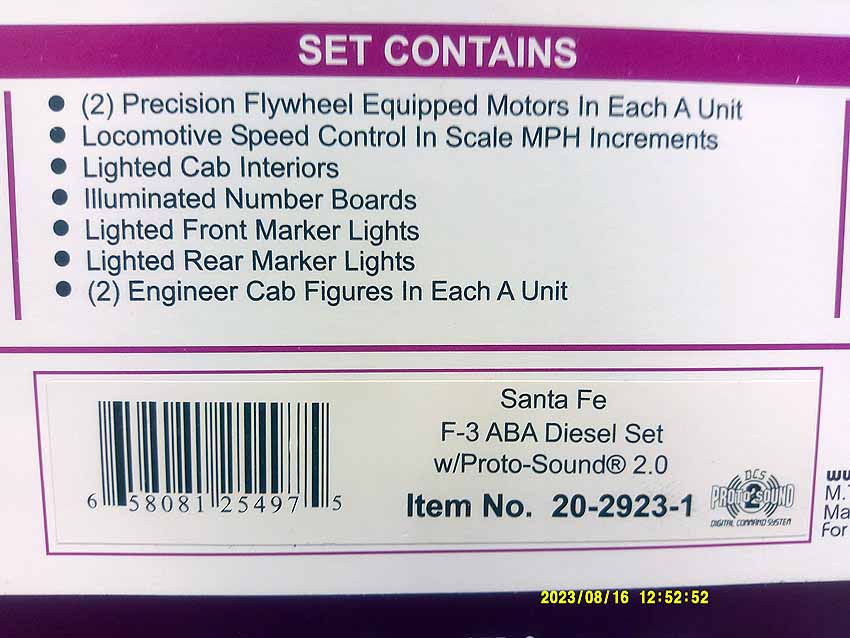 SET CONTAINS
● (2) Precision Flywheel Equipped Motors In Each A Unit
● Locomotive Speed Control In Scale MPH Increments
● Lighted Cab Interiors
● Illuminated Number Boards
● Lighted Front Marker Lights
● Lighted Rear Marker Lights
● (2) Engineer Cab Figures In Each A Unit
6 58081 25497 5
Santa Fe
F-3 ABA Diesel Set
w/Proto-Sound® 2.0
Item No. 20-2923-1
DCS
PROTO 2 SOUND
DIGITAL COMMAND SYSTEM
M.
Ma
For
2023/08/16 12:52:52